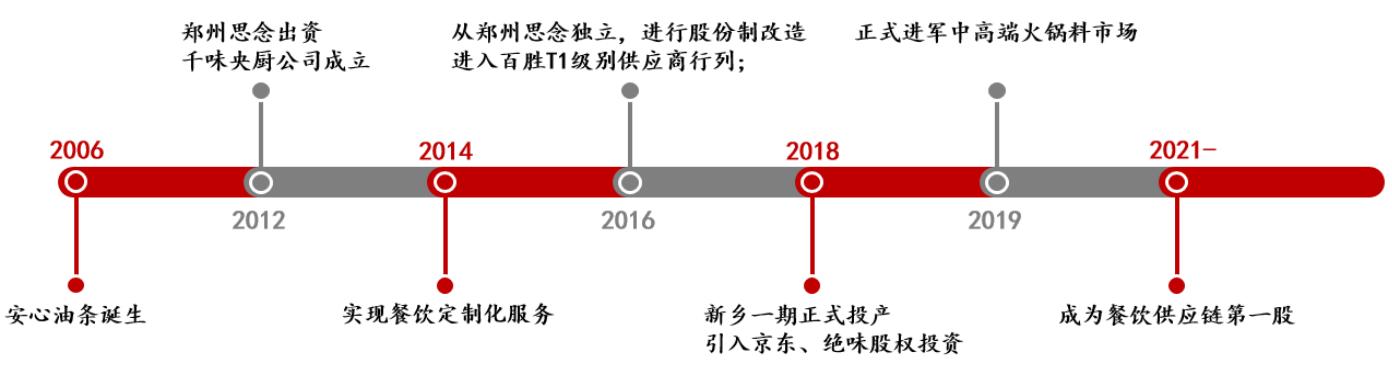 郑州思念出资
千味央厨公司成立
从郑州思念独立，进行股份制改造
进入百胜T1级别供应商行列；
正式进军中高端火锅料市场
2006
2014
2018
2021-
2012
2016
2019
安心油条诞生
实现餐饮定制化服务
新乡一期正式投产
引入京东、绝味股权投资
成为餐饮供应链第一股